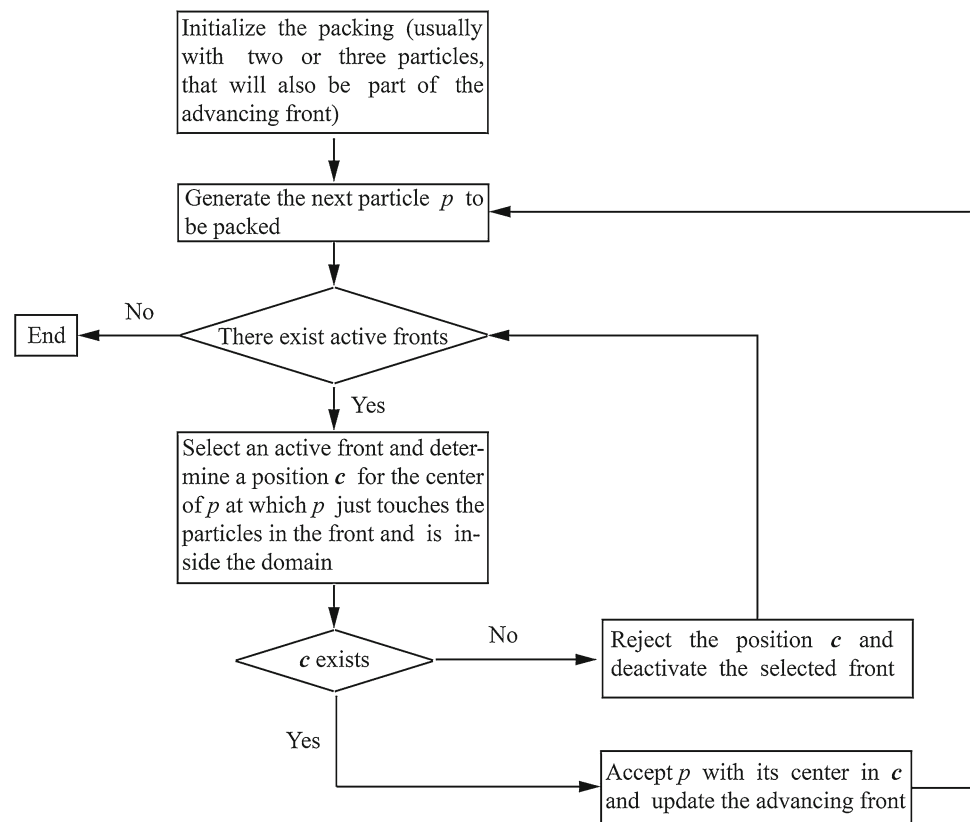 Initialize the packing (usually
with two or three particles,
that will also be part of the
advancing front)
Generate the next particle p to
be packed
No
End
There exist active fronts
Yes
Select an active front and deter-
mine a position c for the center
of p at which p just touches the
particles in the front and is in-
side the domain
c exists
No
Reject the position c and
deactivate the selected front
Yes
Accept p with its center in c
and update the advancing front